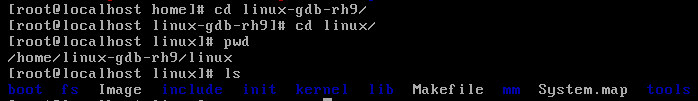 [root@localhost home]# cd linux-gdb-rh9/
[root@localhost linux-gdb-rh9]# cd linux/
[root@localhost linux]# pwd
/home/linux-gdb-rh9/linux
[root@localhost linux]# ls
boot fs Image include init kernel lib Makefile mm System.map tools